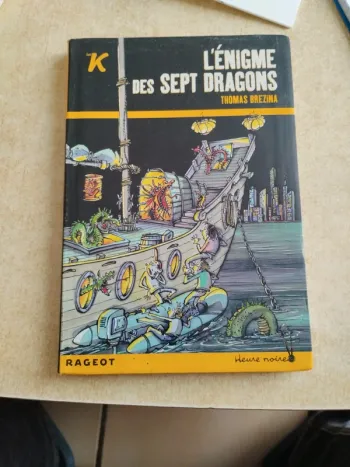 K
L'ÉNIGME
DES SEPT DRAGONS
THOMAS BREZINA
RAGEOT
Heure noire